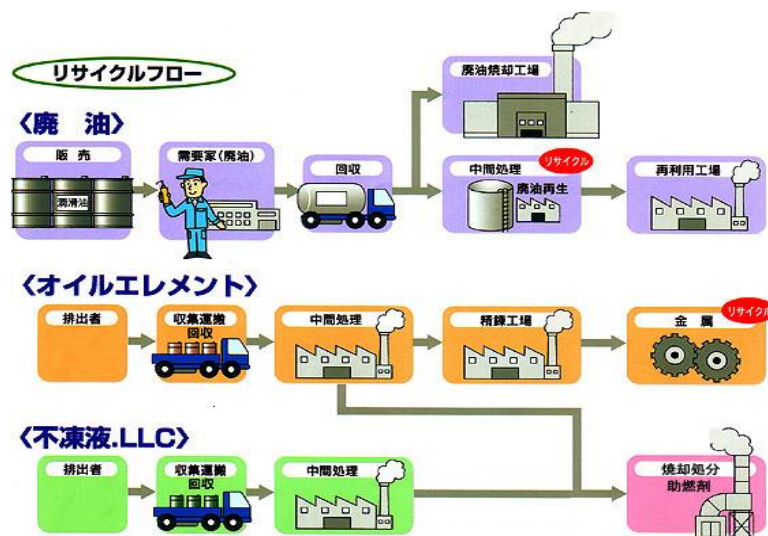 リサイクルフロー
廃油焼却工場
〈廃 油〉
販 売
需要家(廃油)
回収
中間処理
リサイクル
再利用工場
潤滑油
廃油再生
〈オイルエレメント〉
排出者
収集運搬
回収
中間処理
精錬工場
金 属
リサイクル
〈不凍液.LLC〉
排出者
収集運搬
回収
中間処理
焼却処分
助燃剤